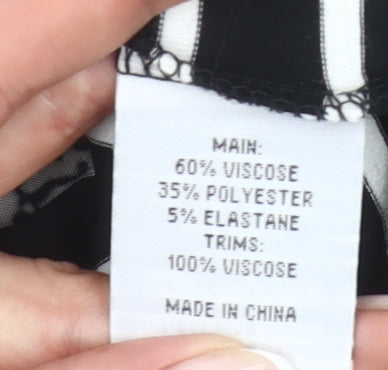 MAIN:
60% VISCOSE
35% POLYESTER
5% ELASTANE
TRIMS:
100% VISCOSE
MADE IN CHINA